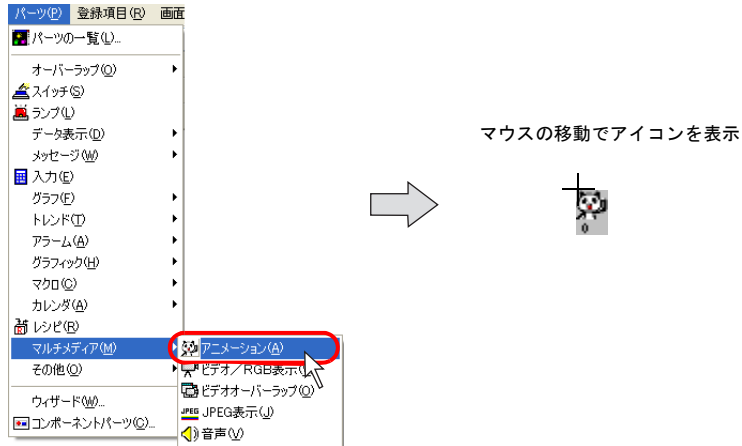 パーツ(P) 登録項目(R) 画面
パーツの一覧(L)...
オーバーラップ(O)
スイッチ(S)
ランプ(L)
データ表示(D)
メッセージ(W)
入力(E)
グラフ(F)
トレンド(T)
アラーム(A)
グラフィック(H)
マクロ(C)
カレンダ(A)
レシピ(R)
マルチメディア(M)
その他(O)
ウィザード(W)...
コンポーネントパーツ(C)...
アニメーション(A)
ビデオ／RGB表示(
ビデオオーバーラップ(O)
JPEG JPEG表示(J)
音声(V)
マウスの移動でアイコンを表示
0